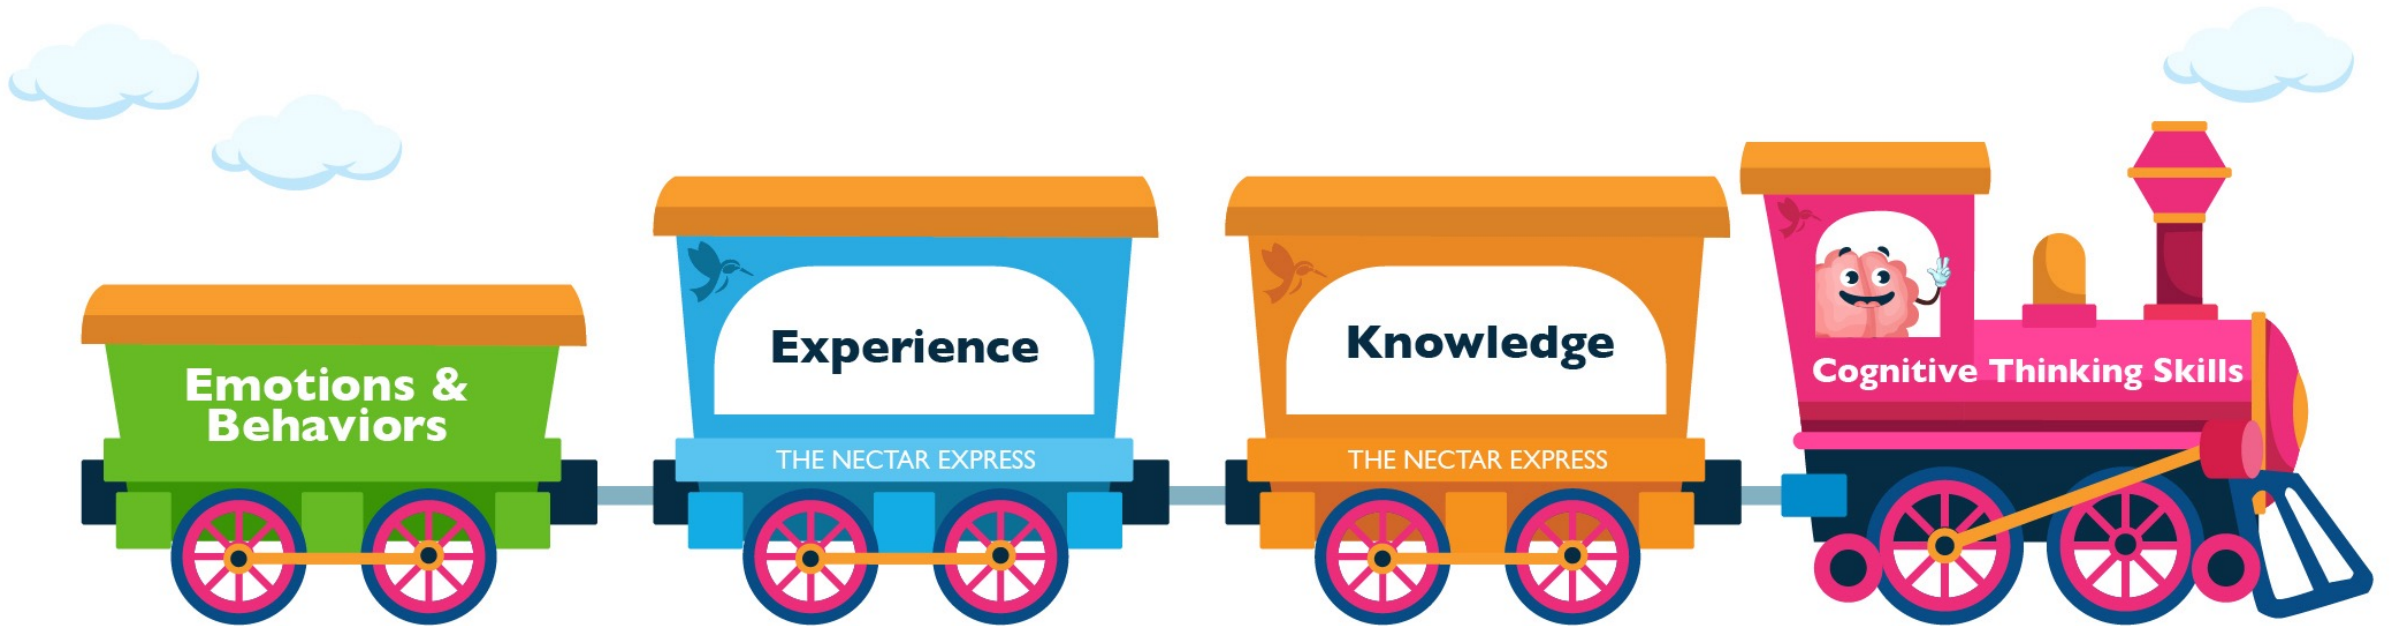 Emotions &
Behaviors
Experience
THE NECTAR EXPRESS
Knowledge
THE NECTAR EXPRESS
Cognitive Thinking Skills